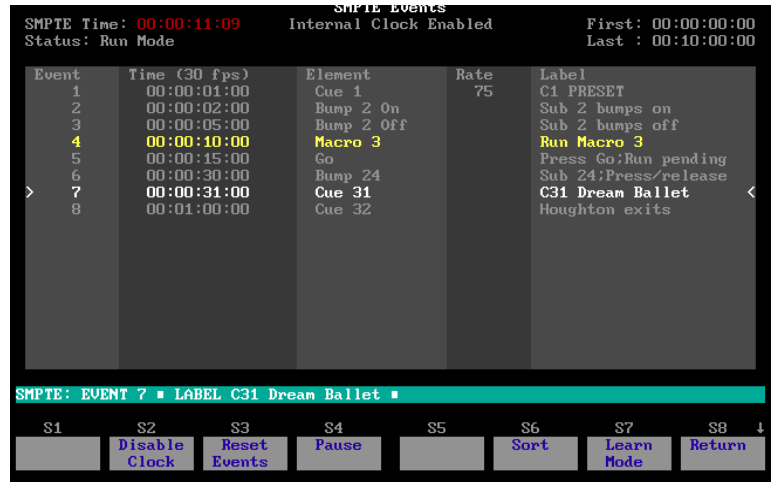 SMPTE Events
SMPTE Time: 00:00:11:09 Internal Clock Enabled First: 00:00:00:00
Status: Run Mode Last : 00:10:00:00
Event Time (30 fps) Element Rate Label
1 00:00:01:00 Cue 1 75 C1 PRESET
2 00:00:02:00 Bump 2 On Sub 2 bumps on
3 00:00:05:00 Bump 2 Off Sub 2 bumps off
4 00:00:10:00 Macro 3 Run Macro 3
5 00:00:15:00 Go Press Go;Run pending
6 00:00:30:00 Bump 24 Sub 24;Press/release
> 7 00:00:31:00 Cue 31 C31 Dream Ballet <
8 00:01:00:00 Cue 32 Houghton exits
SMPTE: EVENT 7 ▪ LABEL C31 Dream Ballet ▪
S1 S2 S3 S4 S5 S6 S7 S8 ↓
Disable Reset Pause Sort Learn Return
Clock Events Mode